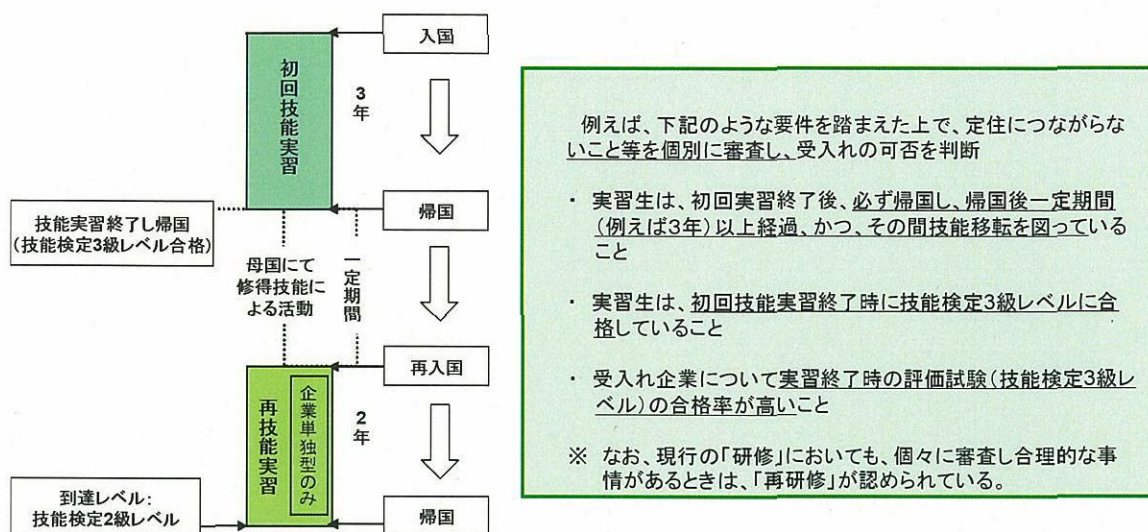 入国
初回技能実習
3年
帰国
技能実習終了し帰国
(技能検定3級レベル合格)
母国にて
修得技能に
よる活動
一定期間
再入国
再技能実習
企業単独型のみ
2年
到達レベル:
技能検定2級レベル
帰国
例えば、下記のような要件を踏まえた上で、定住につながらな
いこと等を個別に審査し、受入れの可否を判断
・ 実習生は、初回実習終了後、必ず帰国し、帰国後一定期間
(例えば3年)以上経過、かつ、その間技能移転を図っている
こと
・ 実習生は、初回技能実習終了時に技能検定3級レベルに合
格していること
・ 受入れ企業について実習終了時の評価試験(技能検定3級レ
ベル)の合格率が高いこと
※ なお、現行の「研修」においても、個々に審査し合理的な事
情があるときは、「再研修」が認められている。